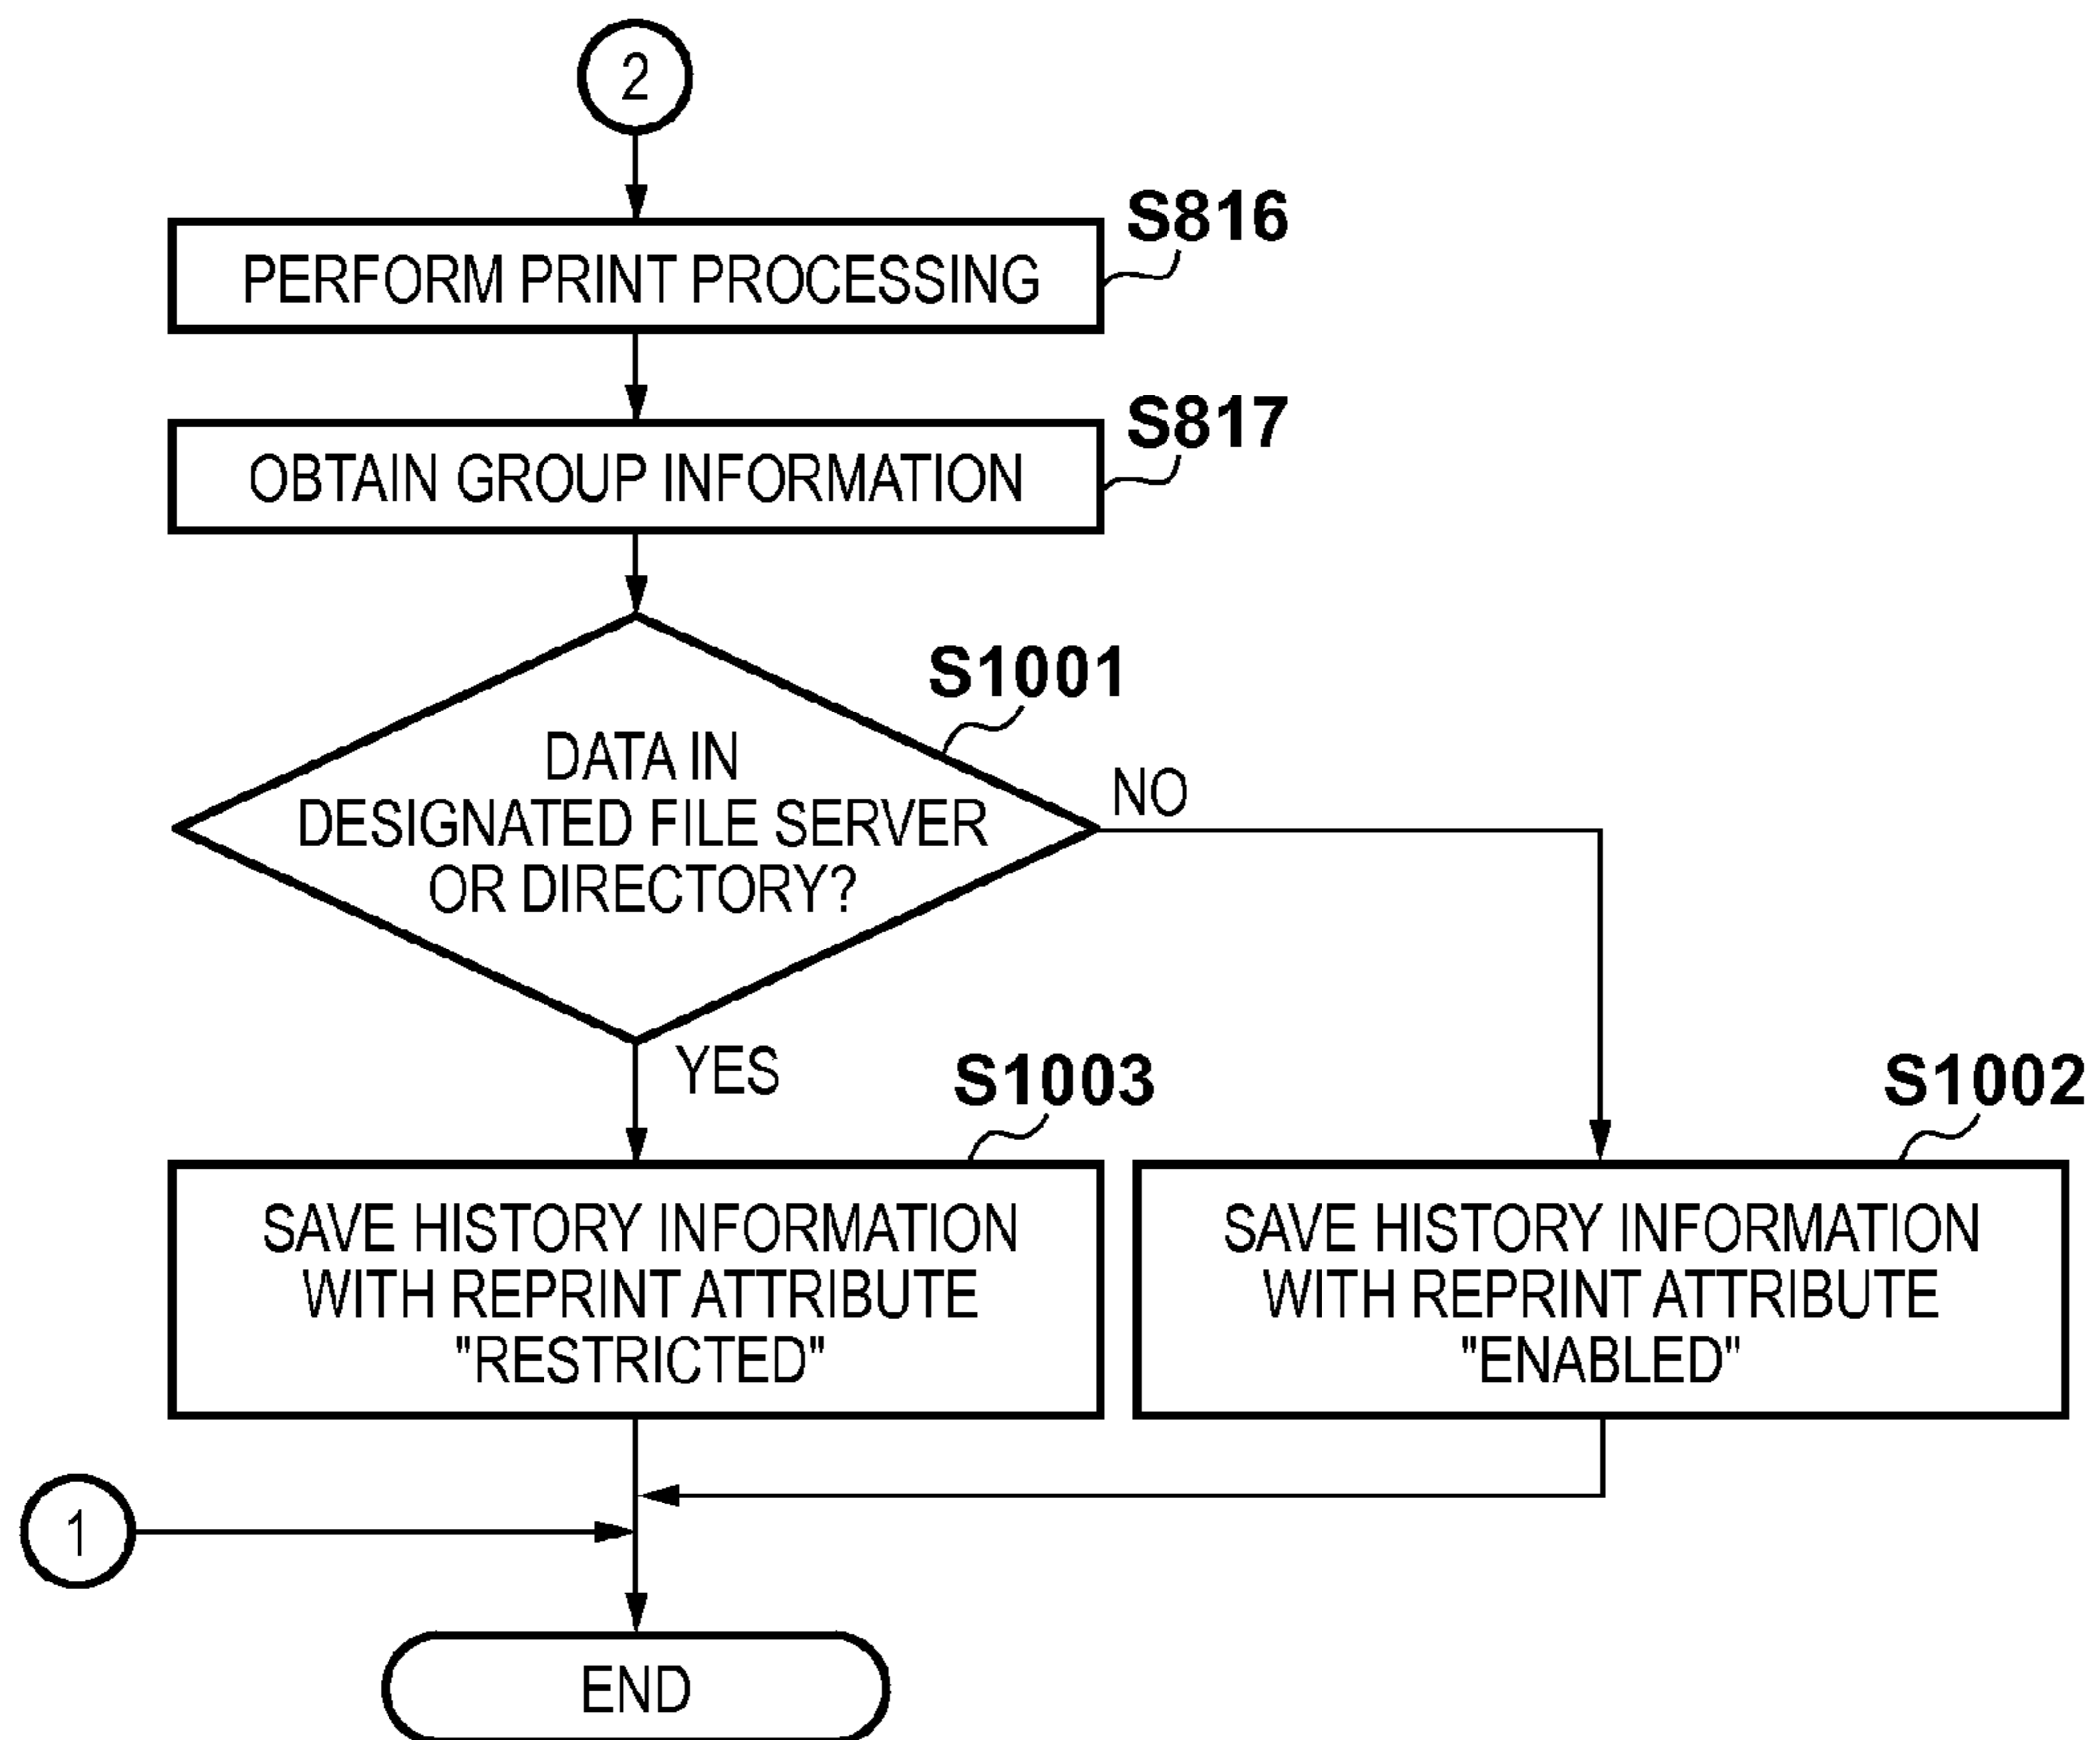 2
S816
PERFORM PRINT PROCESSING
S817
OBTAIN GROUP INFORMATION
S1001
DATA IN
DESIGNATED FILE SERVER
OR DIRECTORY?
NO
YES
S1003
SAVE HISTORY INFORMATION
WITH REPRINT ATTRIBUTE
"RESTRICTED"
S1002
SAVE HISTORY INFORMATION
WITH REPRINT ATTRIBUTE
"ENABLED"
1
END